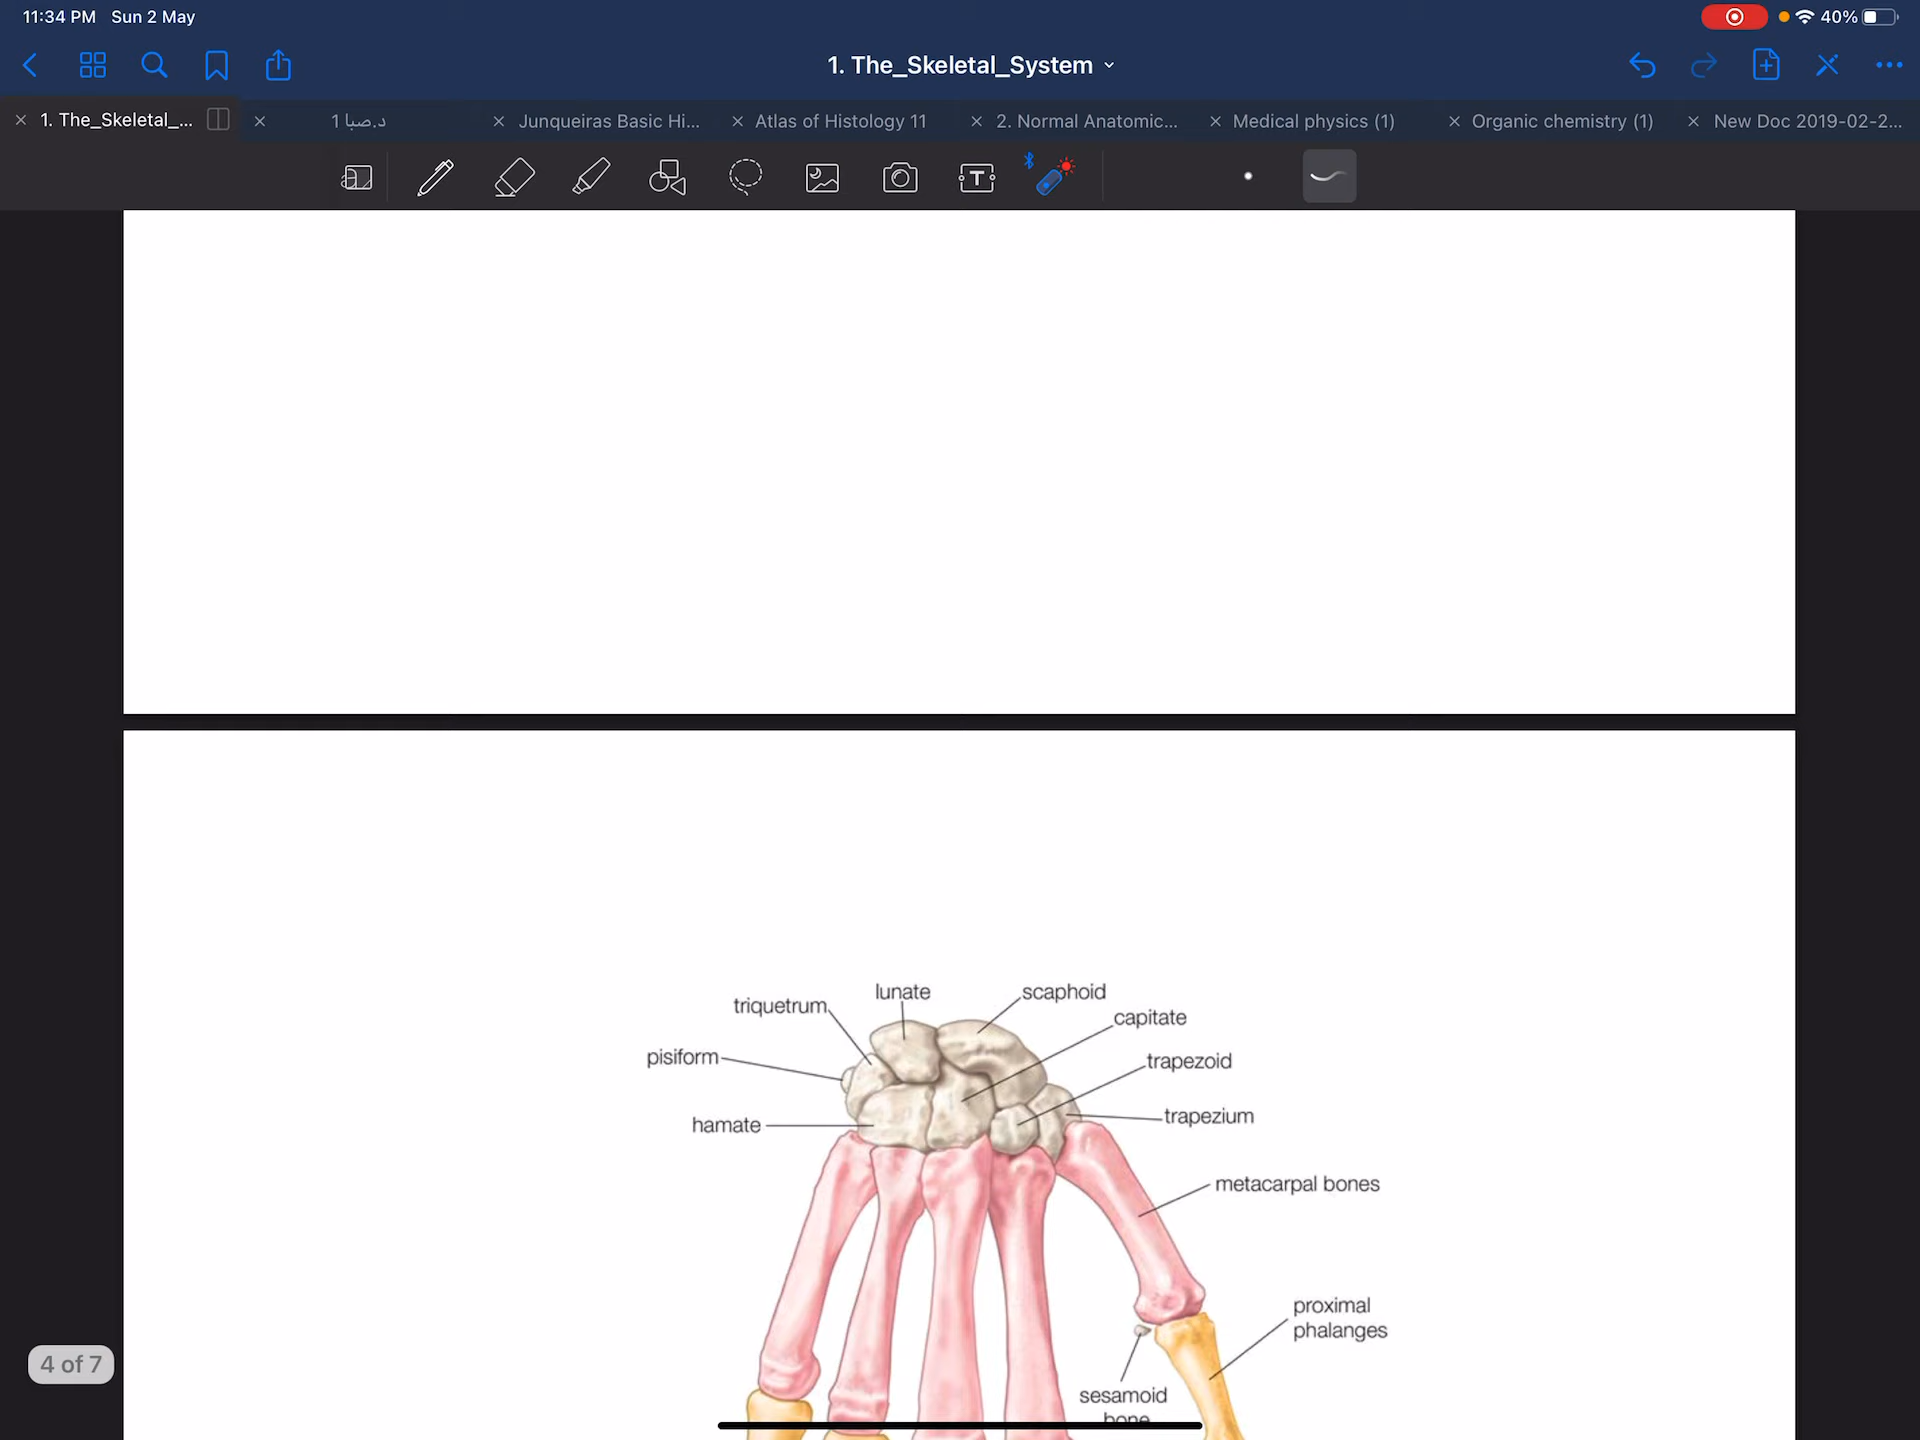 11:34 PM Sun 2 May
40%
1. The_Skeletal_System
1. The_Skeletal_...
د.صبا 1
Junqueiras Basic Hi...
Atlas of Histology 11
2. Normal Anatomic...
Medical physics (1)
Organic chemistry (1)
New Doc 2019-02-2...
lunate
scaphoid
triquetrum
capitate
pisiform
trapezoid
hamate
trapezium
metacarpal bones
proximal
phalanges
4 of 7
sesamoid
bone